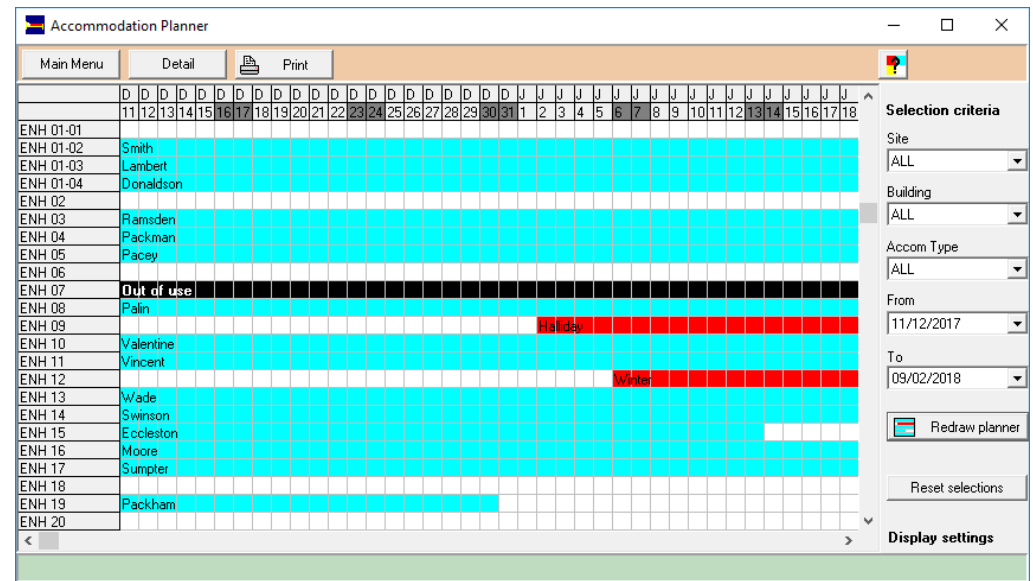 Accommodation Planner
Main Menu Detail Print
D D D D D D D D D D D D D D D D D D D D D J J J J J J J J J J J J J J J J J J
11 12 13 14 15 16 17 18 19 20 21 22 23 24 25 26 27 28 29 30 31 1 2 3 4 5 6 7 8 9 10 11 12 13 14 15 16 17 18
ENH 01-01
ENH 01-02 Smith
ENH 01-03 Lambert
ENH 01-04 Donaldson
ENH 02
ENH 03 Ramsden
ENH 04 Packman
ENH 05 Pacey
ENH 06
ENH 07 Out of use
ENH 08 Palin
ENH 09 Halliday
ENH 10 Valentine
ENH 11 Vincent
ENH 12 Winter
ENH 13 Wade
ENH 14 Swinson
ENH 15 Eccleston
ENH 16 Moore
ENH 17 Sumpter
ENH 18
ENH 19 Packham
ENH 20
Selection criteria
Site
ALL
Building
ALL
Accom Type
ALL
From
11/12/2017
To
09/02/2018
Redraw planner
Reset selections
Display settings